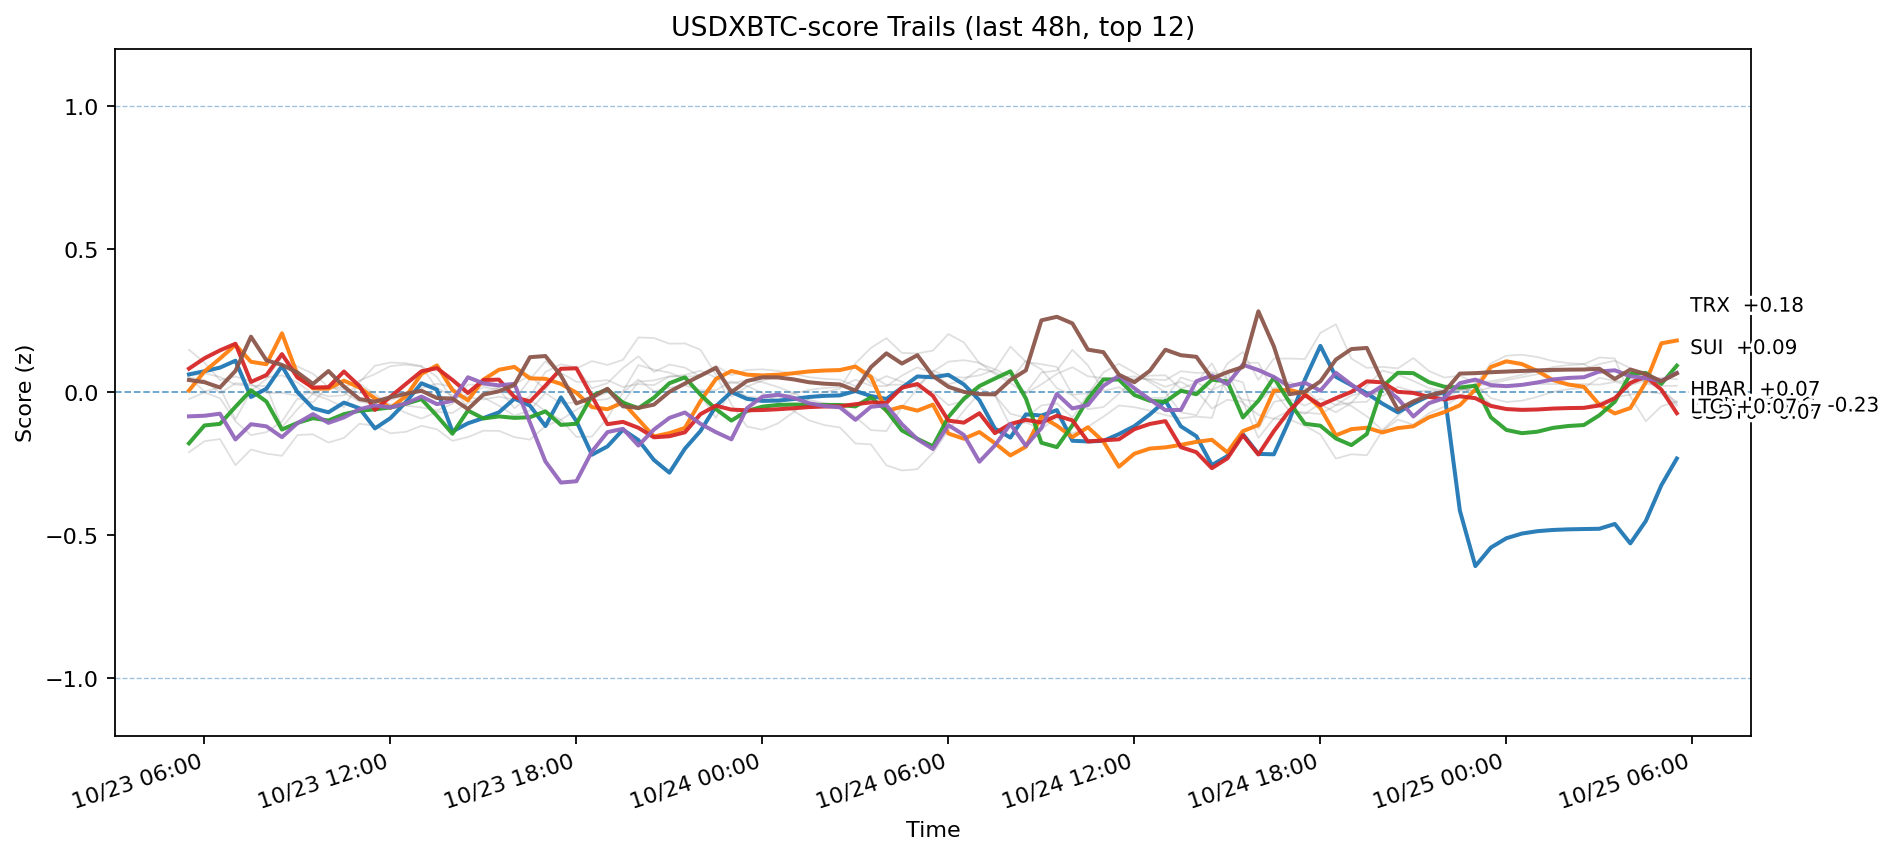 USDXBTC-score Trails (last 48h, top 12)
Score (z)
1.0
0.5
0.0
−0.5
−1.0
TRX +0.18
SUI +0.09
HBAR +0.07
LTC +0.07
-0.23
10/23 06:00
10/23 12:00
10/23 18:00
10/24 00:00
10/24 06:00
10/24 12:00
10/24 18:00
10/25 00:00
10/25 06:00
Time